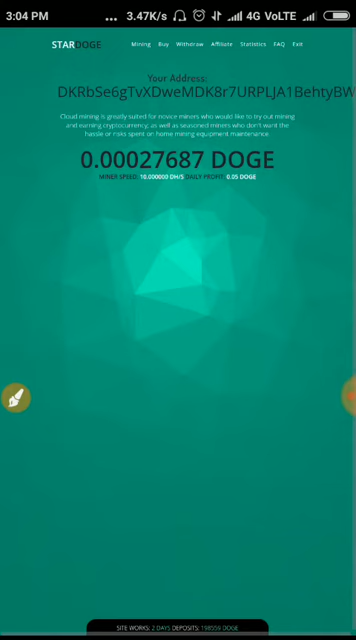 3:04 PM ... 3.47K/s 4G VoLTE
STARDOGE Mining Buy Withdraw Affiliate Statistics FAQ Exit
Your Address:
DKRbSe6gTvXDweMDK8r7URPLJA1BehtyBW
Cloud mining is greatly suited for novice miners who would like to try out mining
and earning cryptocurrency, as well as seasoned miners who don't want the
hassle or risks spent on home mining equipment maintenance.
0.00027687 DOGE
MINER SPEED: 10.000000 DH/S DAILY PROFIT: 0.05 DOGE
SITE WORKS: 2 DAYS DEPOSITS: 198559 DOGE